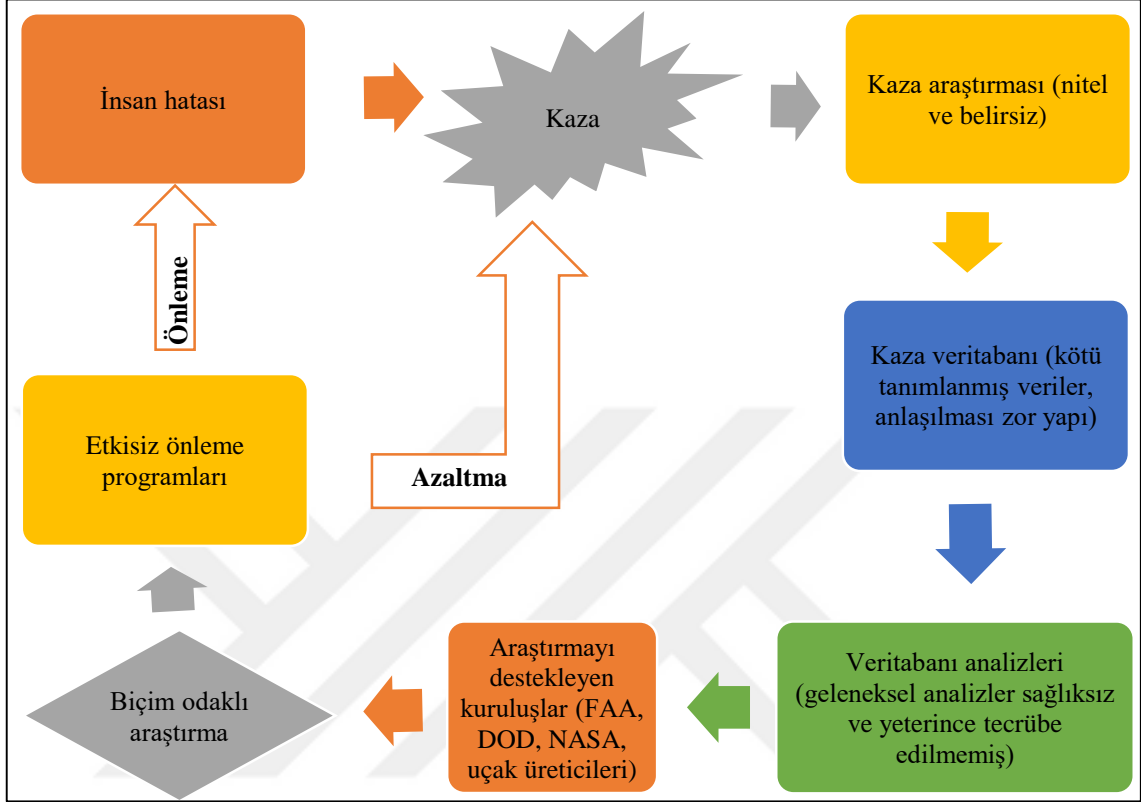 İnsan hatası
Kaza
Kaza araştırması (nitel
ve belirsiz)
Önleme
Kaza veritabanı (kötü
tanımlanmış veriler,
anlaşılması zor yapı)
Etkisiz önleme
programları
Azaltma
Veritabanı analizleri
(geleneksel analizler sağlıksız
ve yeterince tecrübe
edilmemiş)
Araştırmayı
destekleyen
kuruluşlar (FAA,
DOD, NASA,
uçak üreticileri)
Biçim odaklı
araştırma